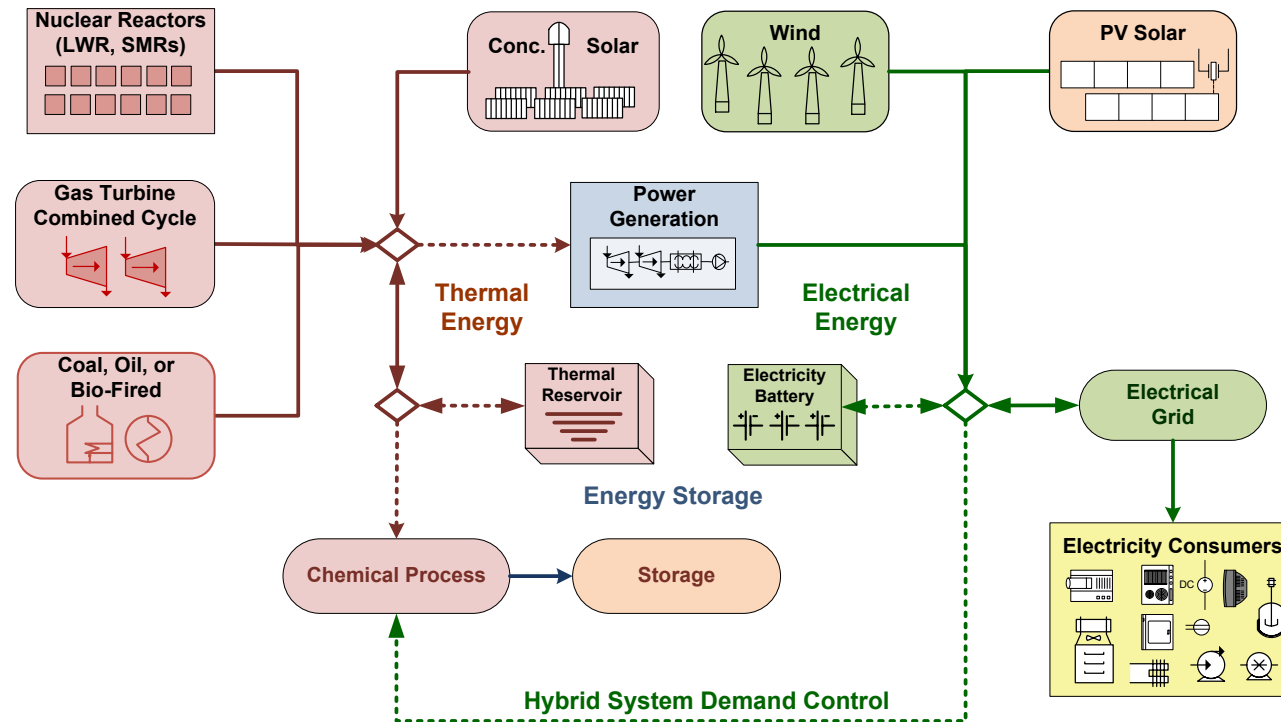 Nuclear Reactors
(LWR, SMRs)
Conc. Solar
Wind
PV Solar
Gas Turbine
Combined Cycle
Power
Generation
Thermal
Energy
Electrical
Energy
Coal, Oil, or
Bio-Fired
Thermal
Reservoir
Electricity
Battery
Electrical
Grid
Energy Storage
Chemical Process
Storage
Electricity Consumers
DC
Hybrid System Demand Control